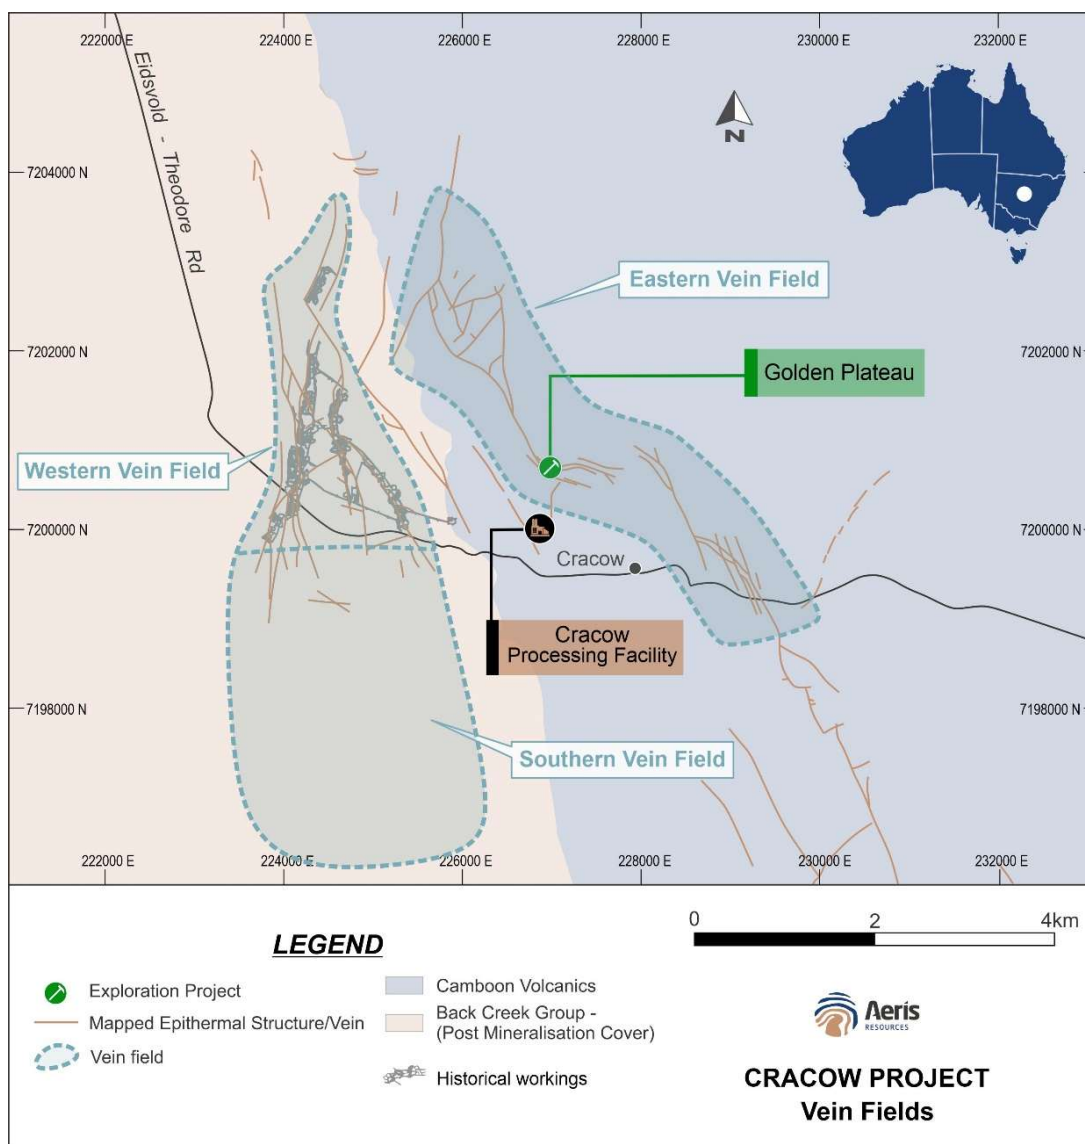 222000 E
224000 E
226000 E
228000 E
230000 E
232000 E
Eidsvold - Theodore Rd
N
7204000 N
Eastern Vein Field
7202000 N
7202000 N
Golden Plateau
Western Vein Field
7200000 N
7200000 N
Cracow
Cracow
Processing Facility
7198000 N
7198000 N
Southern Vein Field
222000 E
224000 E
226000 E
228000 E
230000 E
232000 E
LEGEND
Exploration Project
Mapped Epithermal Structure/Vein
Vein field
Camboon Volcanics
Back Creek Group -
(Post Mineralisation Cover)
Historical workings
0 2 4km
Aeris
RESOURCES
CRACOW PROJECT
Vein Fields